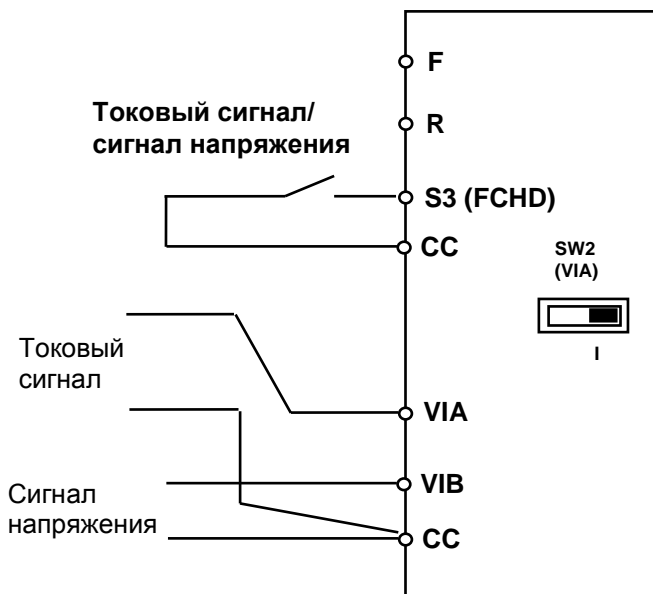 F
Токовый сигнал/
сигнал напряжения
R
S3 (FCHD)
CC
SW2
(VIA)
I
Токовый
сигнал
VIA
VIB
Сигнал
напряжения
CC